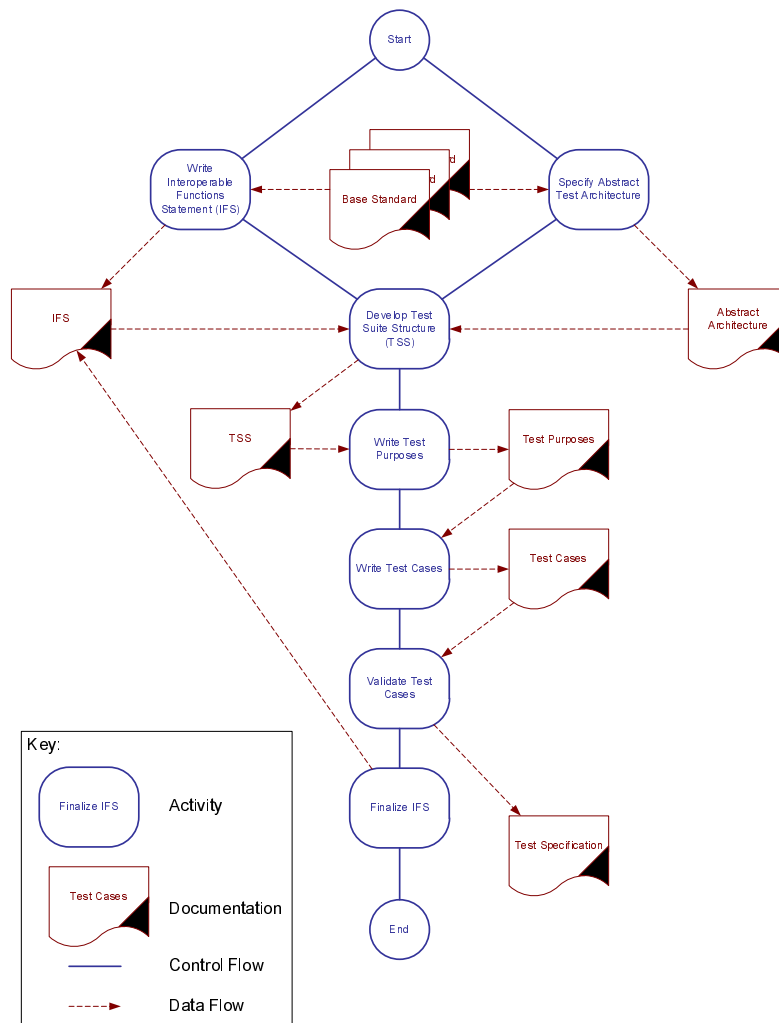 Start
Write
Interoperable
Functions
Statement (IFS)
rd
rd
Base Standard
Specify Abstract
Test Architecture
IFS
Develop Test
Suite Structure
(TSS)
Abstract
Architecture
TSS
Write Test
Purposes
Test Purposes
Write Test Cases
Test Cases
Validate Test
Cases
Finalize IFS
Test Specification
End
Key:
Finalize IFS
Activity
Test Cases
Documentation
Control Flow
Data Flow